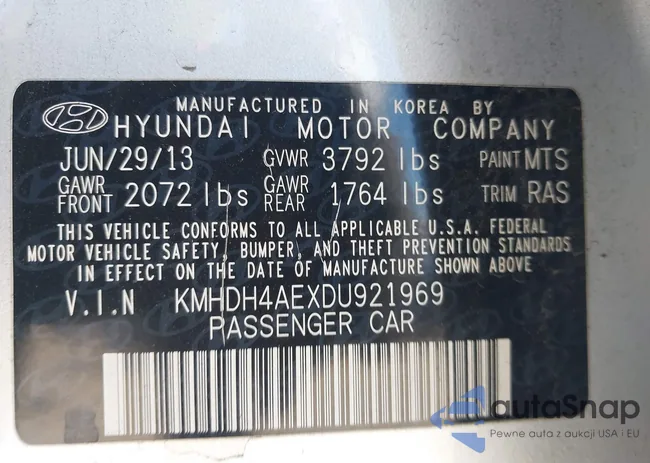 MANUFACTURED IN KOREA BY
HYUNDAI MOTOR COMPANY
JUN/29/13 GVWR 3792 lbs PAINT MTS
GAWR FRONT 2072 lbs GAWR REAR 1764 lbs TRIM RAS
THIS VEHICLE CONFORMS TO ALL APPLICABLE U.S.A. FEDERAL
MOTOR VEHICLE SAFETY, BUMPER, AND THEFT PREVENTION STANDARDS
IN EFFECT ON THE DATE OF MANUFACTURE SHOWN ABOVE
V.I.N KMHDH4AEXDU921969
PASSENGER CAR
autoSnap
Pewne auta z aukcji USA i EU